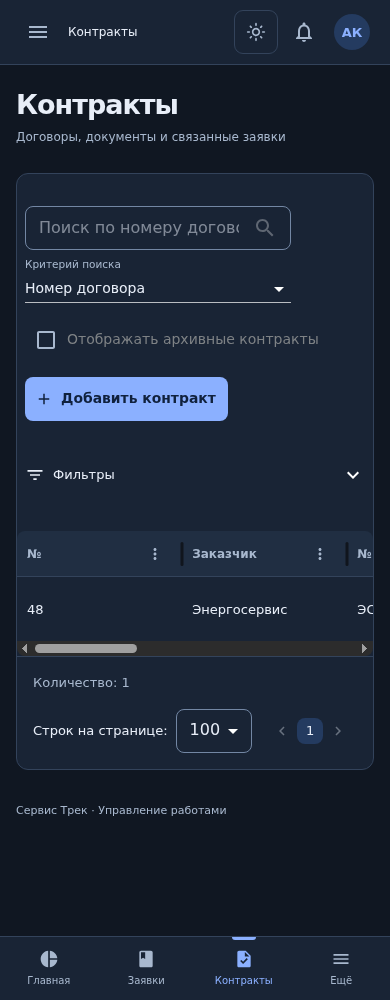 Контракты
АК
Контракты
Договоры, документы и связанные заявки
Поиск по номеру догово
Критерий поиска
Номер договора
Отображать архивные контракты
+ Добавить контракт
Фильтры
№ Заказчик №
48 Энергосервис ЭС
Количество: 1
Строк на странице: 100 1
Сервис Трек · Управление работами
Главная Заявки Контракты Ещё